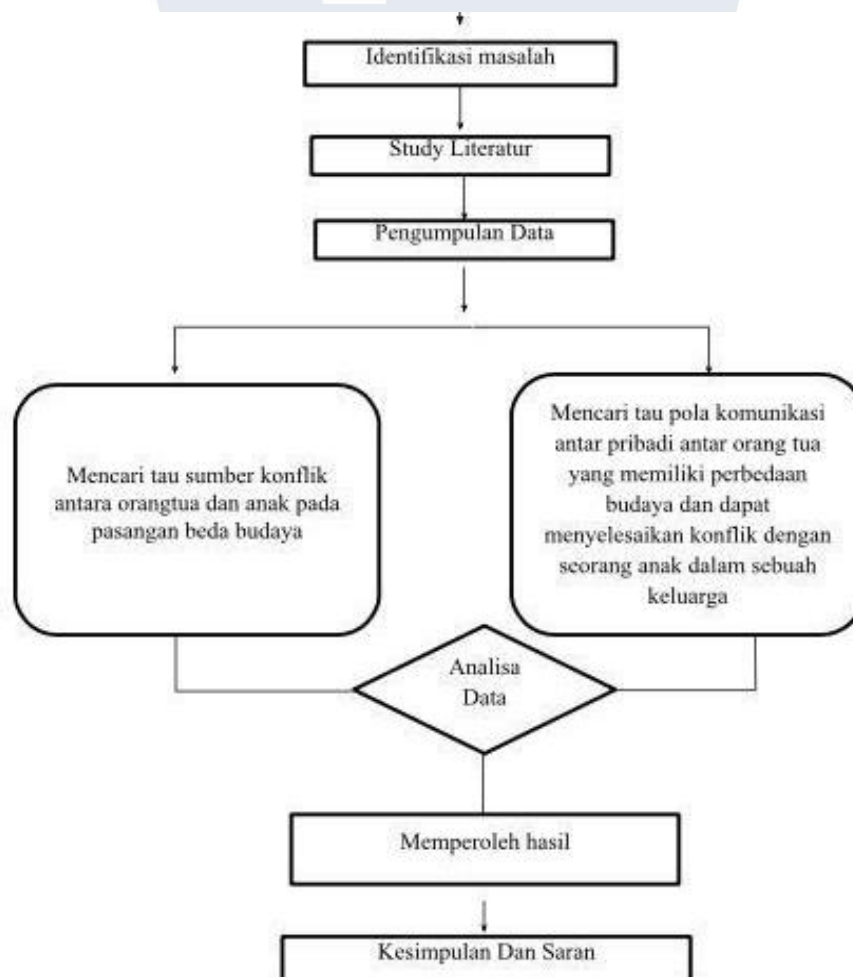 Identifikasi masalah
Study Literatur
Pengumpulan Data
Mencari tau sumber konflik
antara orangtua dan anak pada
pasangan beda budaya
Mencari tau pola komunikasi
antar pribadi antar orang tua
yang memiliki perbedaan
budaya dan dapat
menyelesaikan konflik dengan
seorang anak dalam sebuah
keluarga
Analisa
Data
Memperoleh hasil
Kesimpulan Dan Saran